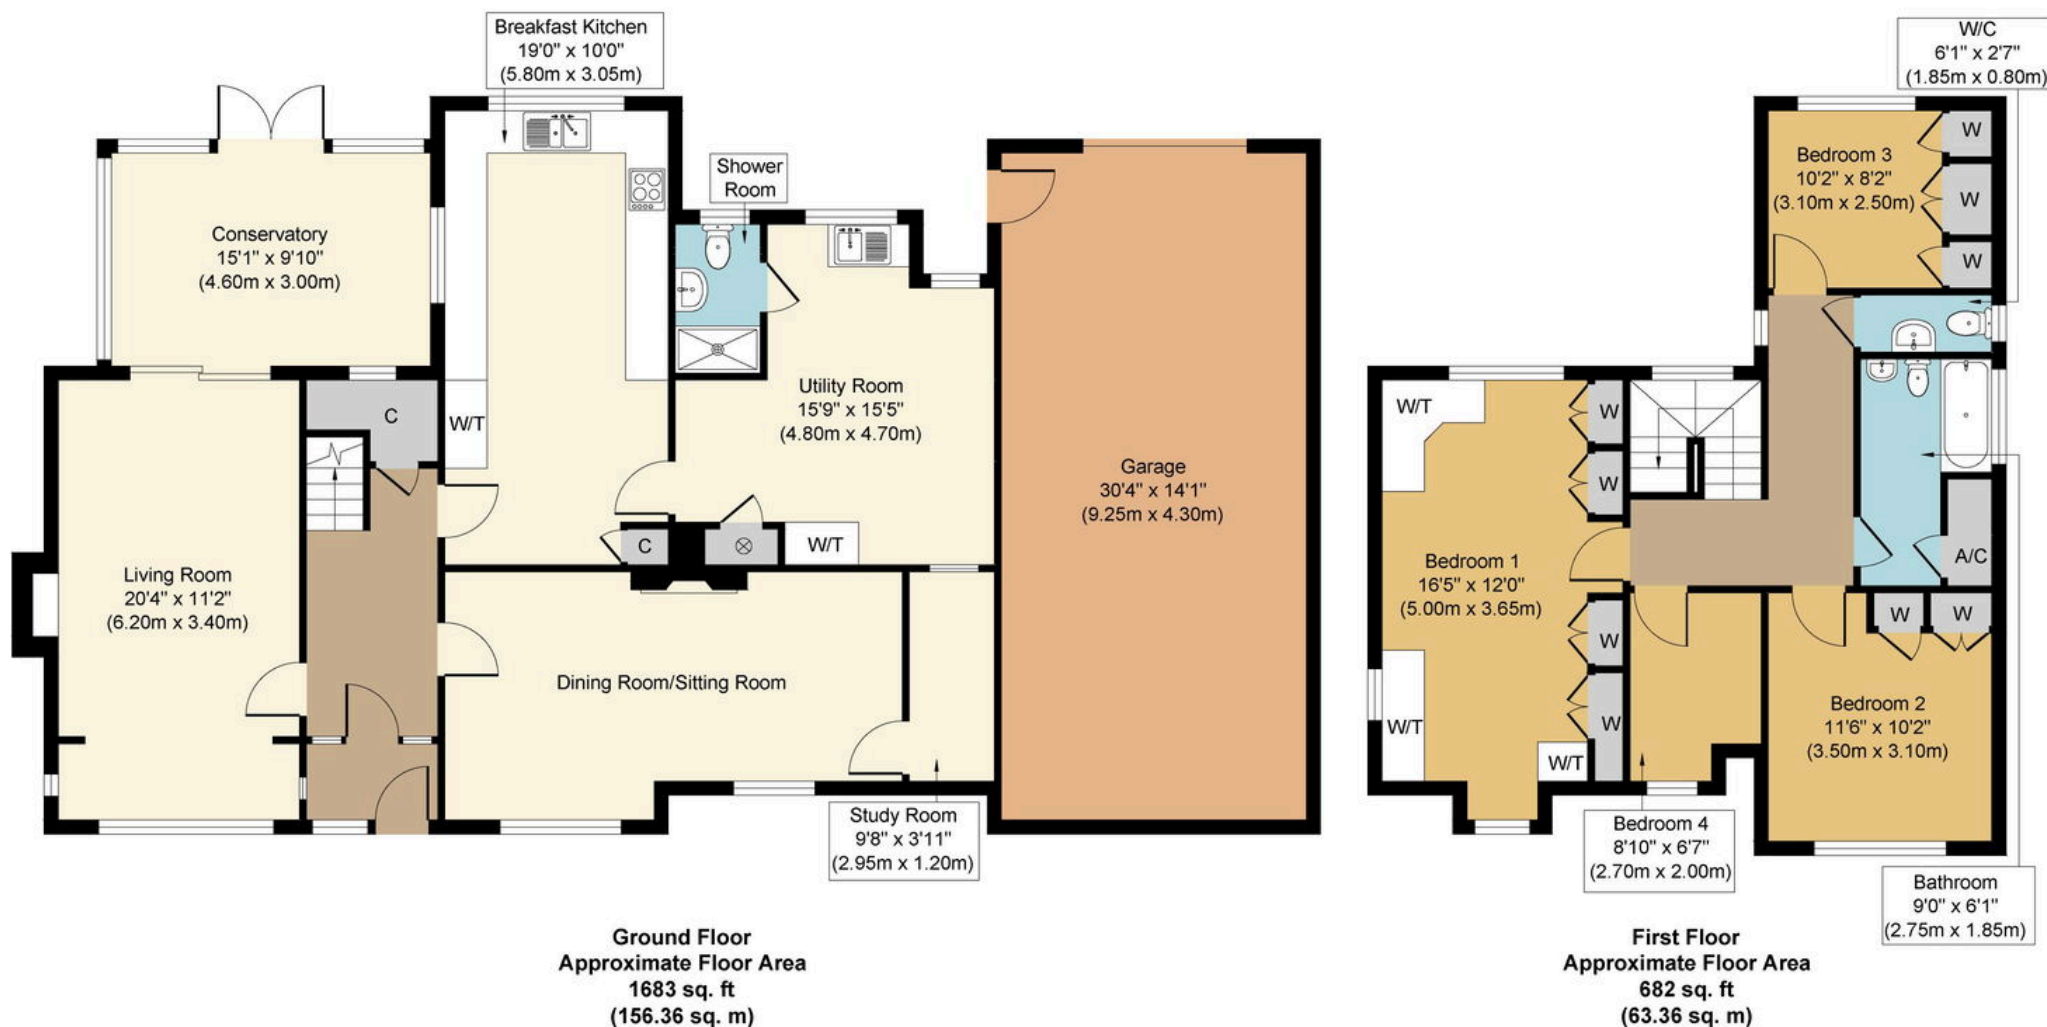 Breakfast Kitchen
19'0" x 10'0"
(5.80m x 3.05m)
Shower
Room
Conservatory
15'1" x 9'10"
(4.60m x 3.00m)
C
W/T
Utility Room
15'9" x 15'5"
(4.80m x 4.70m)
Garage
30'4" x 14'1"
(9.25m x 4.30m)
C
W/T
Living Room
20'4" x 11'2"
(6.20m x 3.40m)
Dining Room/Sitting Room
Study Room
9'8" x 3'11"
(2.95m x 1.20m)
Ground Floor
Approximate Floor Area
1683 sq. ft
(156.36 sq. m)
W/C
6'1" x 2'7"
(1.85m x 0.80m)
Bedroom 3
10'2" x 8'2"
(3.10m x 2.50m)
W
W
W
W/T
W
W
Bedroom 1
16'5" x 12'0"
(5.00m x 3.65m)
A/C
W
W
W
W
W/T
W/T
Bedroom 2
11'6" x 10'2"
(3.50m x 3.10m)
Bedroom 4
8'10" x 6'7"
(2.70m x 2.00m)
Bathroom
9'0" x 6'1"
(2.75m x 1.85m)
First Floor
Approximate Floor Area
682 sq. ft
(63.36 sq. m)